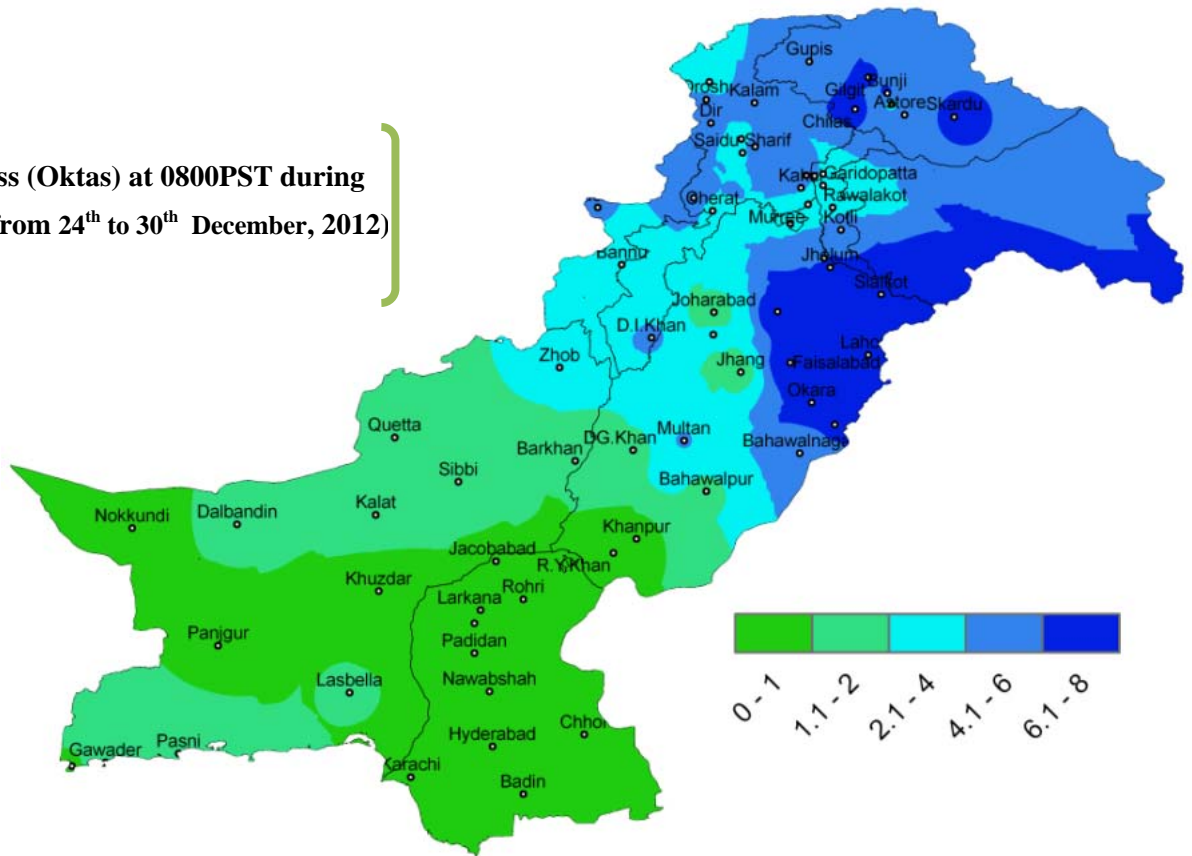 ss (Oktas) at 0800PST during
from 24th to 30th December, 2012)
Gupis
Bunji
Drosh
Kalam
Gilgit
Astore
Skardu
Dir
Chilas
Saidu Sharif
Garidopatta
Cherat
Rawalakot
Murree
Kotli
Bannu
Jhelum
Sialkot
Joharabad
D.I.Khan
Laho
Zhob
Jhang
Faisalabad
Okara
Quetta
DG.Khan
Multan
Bahawalnaga
Barkhan
Sibbi
Bahawalpur
Nokkundi
Dalbandin
Kalat
Khanpur
Jacobabad
R.Y.Khan
Khuzdar
Rohri
Larkana
Panjgur
Padidan
Lasbella
Nawabshah
Chhor
Hyderabad
Gawader
Pasni
Karachi
Badin
0 - 1
1.1 - 2
2.1 - 4
4.1 - 6
6.1 - 8